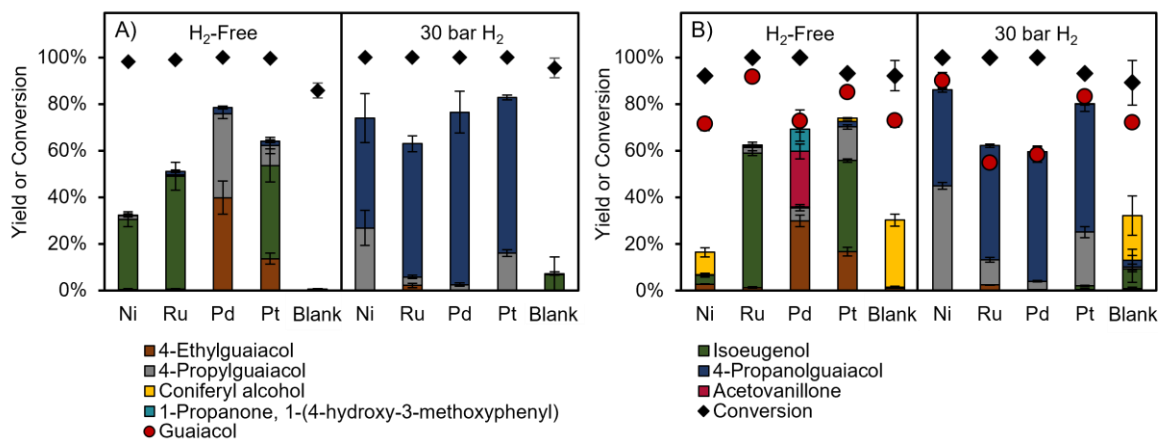 A)
H2-Free
30 bar H2
B)
H2-Free
30 bar H2
Yield or Conversion
100%
80%
60%
40%
20%
0%
Ni Ru Pd Pt Blank Ni Ru Pd Pt Blank
Yield or Conversion
100%
80%
60%
40%
20%
0%
Ni Ru Pd Pt Blank Ni Ru Pd Pt Blank
4-Ethylguaiacol
4-Propylguaiacol
Coniferyl alcohol
1-Propanone, 1-(4-hydroxy-3-methoxyphenyl)
Guaiacol
Isoeugenol
4-Propanolguaiacol
Acetovanillone
Conversion